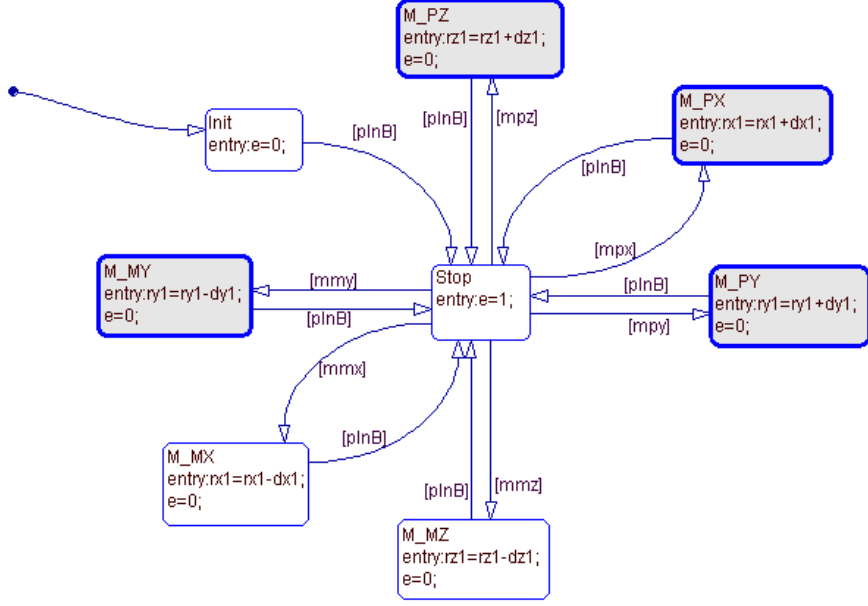 M_PZ
entry:rz1=rz1+dz1;
e=0;
M_PX
entry:rx1=rx1+dx1;
e=0;
Init
entry:e=0;
[pInB]
[pInB]
[mpz]
[pInB]
[mpx]
M_MY
entry:ry1=ry1-dy1;
e=0;
[mmy]
[pInB]
Stop
entry:e=1;
[pInB]
[mpy]
M_PY
entry:ry1=ry1+dy1;
e=0;
[mmx]
[pInB]
M_MX
entry:rx1=rx1-dx1;
e=0;
[pInB]
[mmz]
M_MZ
entry:rz1=rz1-dz1;
e=0;